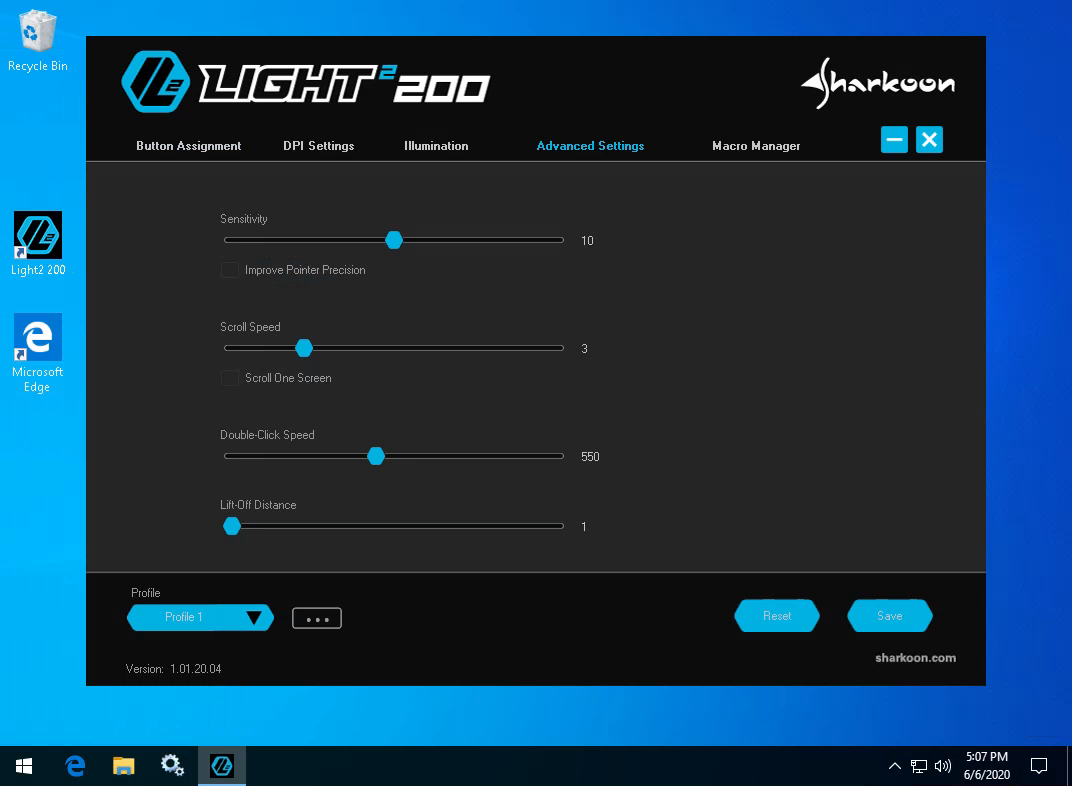 Recycle Bin
Light2 200
Microsoft
Edge
LIGHT² 200
sharkoon
Button Assignment
DPI Settings
Illumination
Advanced Settings
Macro Manager
Sensitivity
10
Improve Pointer Precision
Scroll Speed
3
Scroll One Screen
Double-Click Speed
550
Lift-Off Distance
1
Profile
Profile 1
...
Reset
Save
sharkoon.com
Version: 1.01.20.04
5:07 PM
6/6/2020